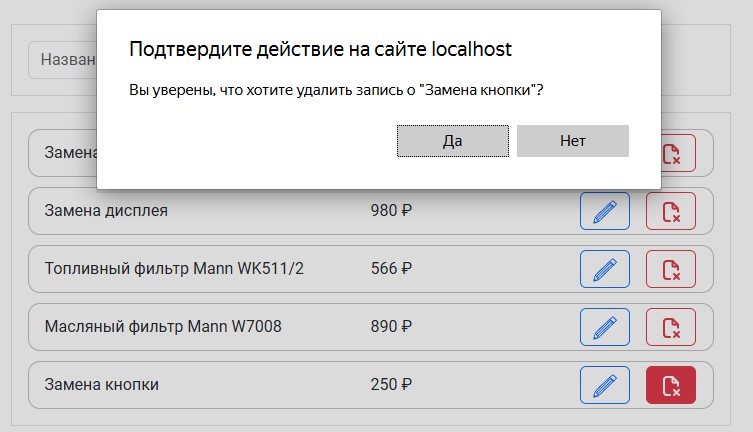 Подтвердите действие на сайте localhost
Вы уверены, что хотите удалить запись о "Замена кнопки"?
Да Нет
Назван
Замена
Замена дисплея 980 ₽
Топливный фильтр Mann WK511/2 566 ₽
Масляный фильтр Mann W7008 890 ₽
Замена кнопки 250 ₽